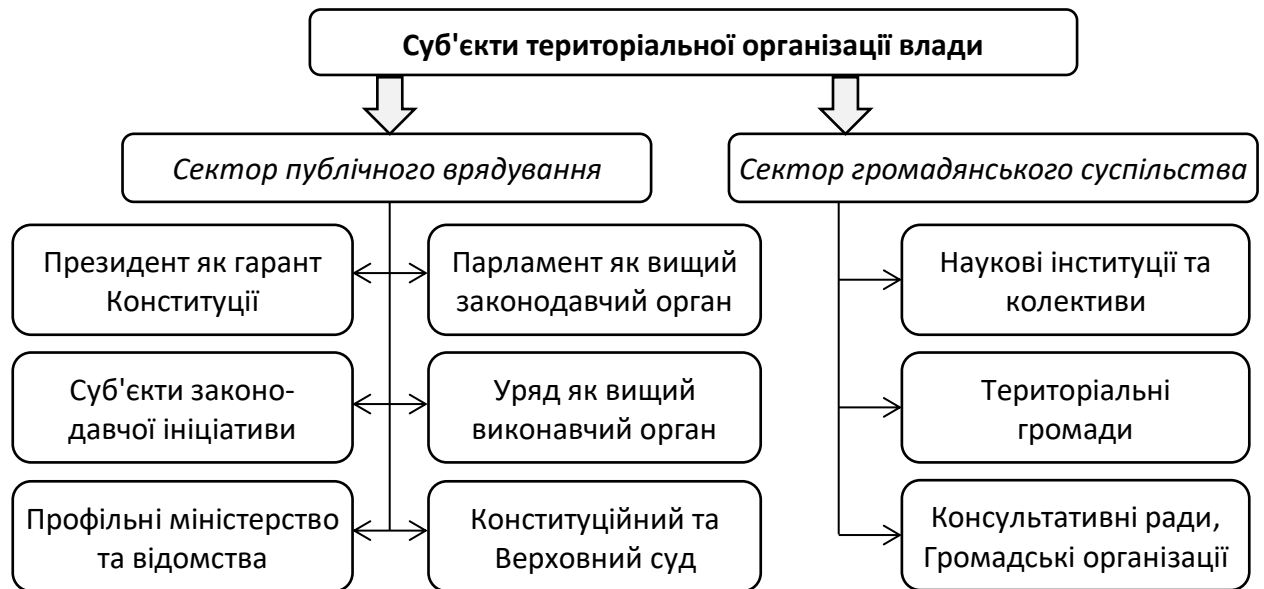 Суб'єкти територіальної організації влади
Сектор публічного врядування
Сектор громадянського суспільства
Президент як гарант
Конституції
Парламент як вищий
законодавчий орган
Наукові інституції та
колективи
Суб'єкти законо-
давчої ініціативи
Уряд як вищий
виконавчий орган
Територіальні
громади
Профільні міністерство
та відомства
Конституційний та
Верховний суд
Консультативні ради,
Громадські організації